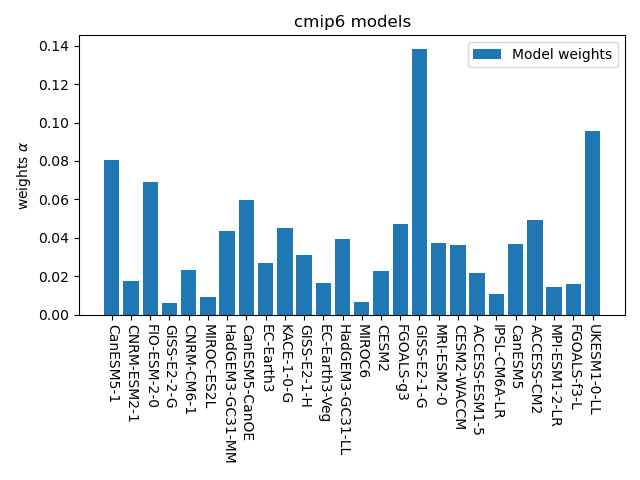 cmip6 models
Model weights
weights α
0.14
0.12
0.10
0.08
0.06
0.04
0.02
0.00
CanESM5-1
CNRM-ESM2-1
FIO-ESM-2-0
GISS-E2-2-G
CNRM-CM6-1
MIROC-ES2L
HadGEM3-GC31-MM
CanESM5-CanOE
EC-Earth3
KACE-1-0-G
GISS-E2-1-H
EC-Earth3-Veg
HadGEM3-GC31-LL
MIROC6
CESM2
FGOALS-g3
GISS-E2-1-G
MRI-ESM2-0
CESM2-WACCM
ACCESS-ESM1-5
IPSL-CM6A-LR
CanESM5
ACCESS-CM2
MPI-ESM1-2-LR
FGOALS-f3-L
UKESM1-0-LL